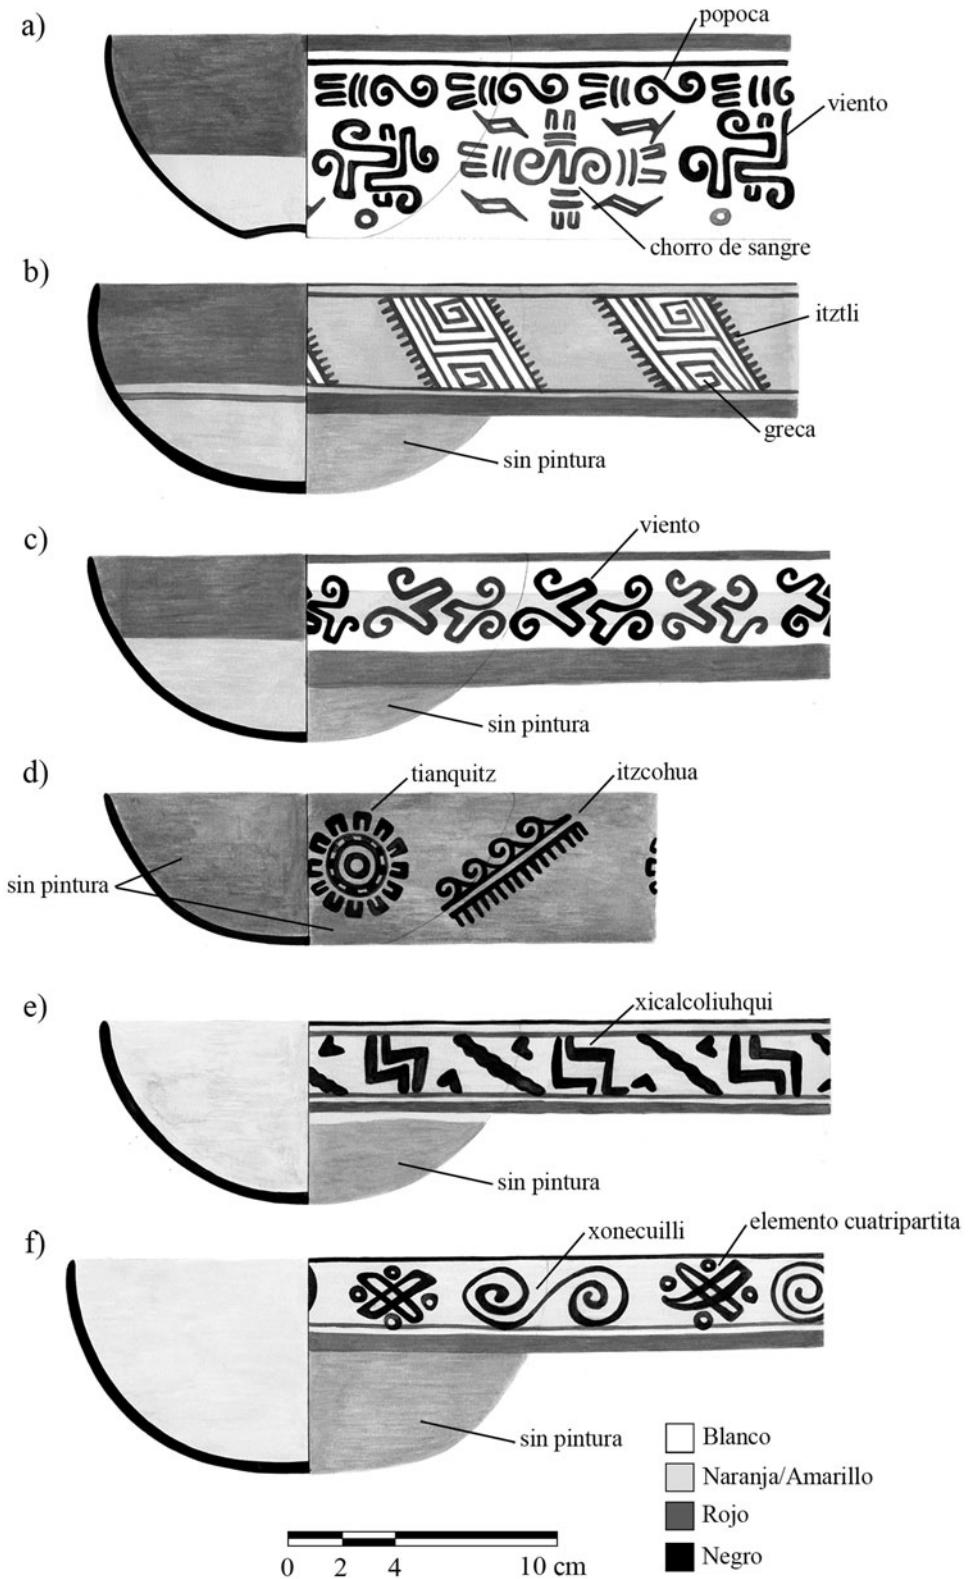 a)
popoca
viento
chorro de sangre
b)
itztli
greca
sin pintura
c)
viento
sin pintura
d)
tianquitz
itzcohua
sin pintura
e)
xicalcoliuhqui
sin pintura
f)
elemento cuatripartita
xonecuilli
sin pintura
Blanco
Naranja/Amarillo
Rojo
Negro
0 2 4 10 cm